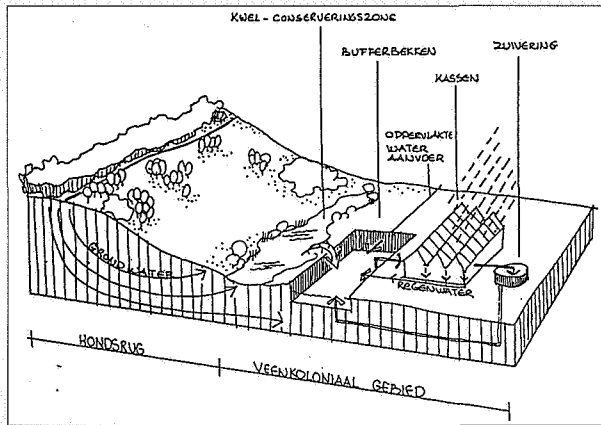 KWEL-CONSERVERINGSZONE
BUFFERBEKKEN
ZUIVERING
KASSEN
OPPERVLAKTE
WATER
AANVOER
GRONDWATER
REGENWATER
HONDSRUG
VEENKOLONIAAL GEBIED